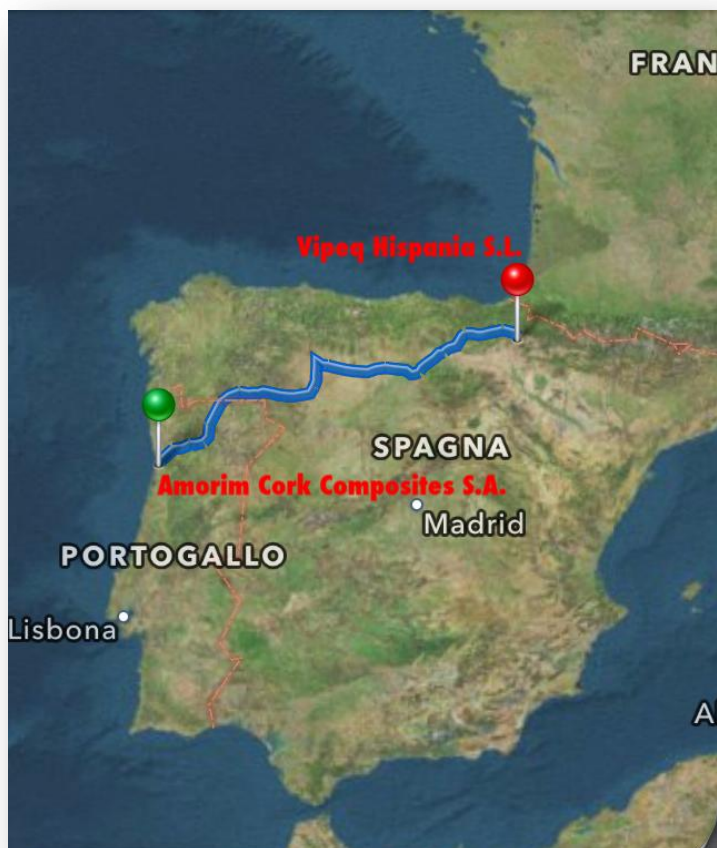 FRAN
Vipeq Hispania S.L.
SPAGNA
Amorim Cork Composites S.A.
Madrid
PORTOGALLO
Lisbona
A